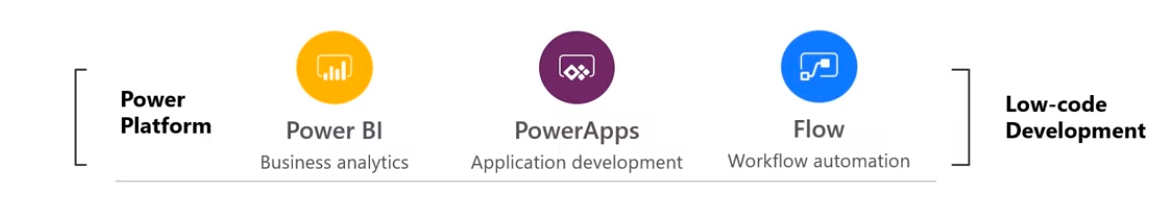 Power
Platform
Power BI
Business analytics
PowerApps
Application development
Flow
Workflow automation
Low-code
Development